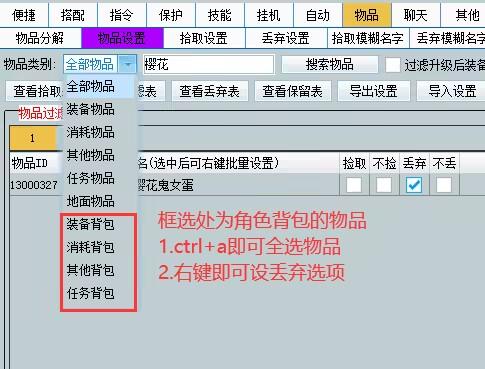 便捷 搭配 指令 保护 技能 挂机 自动 物品 聊天 其他
物品分解 物品设置 拾取设置 丢弃设置 拾取模糊名字 丢弃模糊名字
物品类别: 全部物品 樱花 搜索物品 过滤升级后装备
查看拾取 表 查看丢弃表 查看保留表 导出设置 导入设置
物品过滤
全部物品
装备物品
消耗物品
其他物品
任务物品
地面物品
装备背包
消耗背包
其他背包
任务背包
1
物品ID 名(选中后可右键批量设置) 捡取 不捡 丢弃 不丢
13000327 樱花鬼女蛋
框选处为角色背包的物品
1.ctrl+a即可全选物品
2.右键即可设丢弃选项